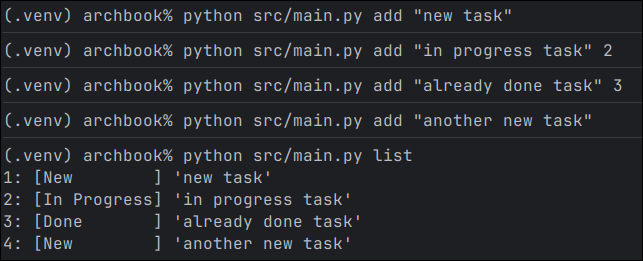 (.venv) archbook% python src/main.py add "new task"
(.venv) archbook% python src/main.py add "in progress task" 2
(.venv) archbook% python src/main.py add "already done task" 3
(.venv) archbook% python src/main.py add "another new task"
(.venv) archbook% python src/main.py list
1: [New        ] 'new task'
2: [In Progress] 'in progress task'
3: [Done       ] 'already done task'
4: [New        ] 'another new task'